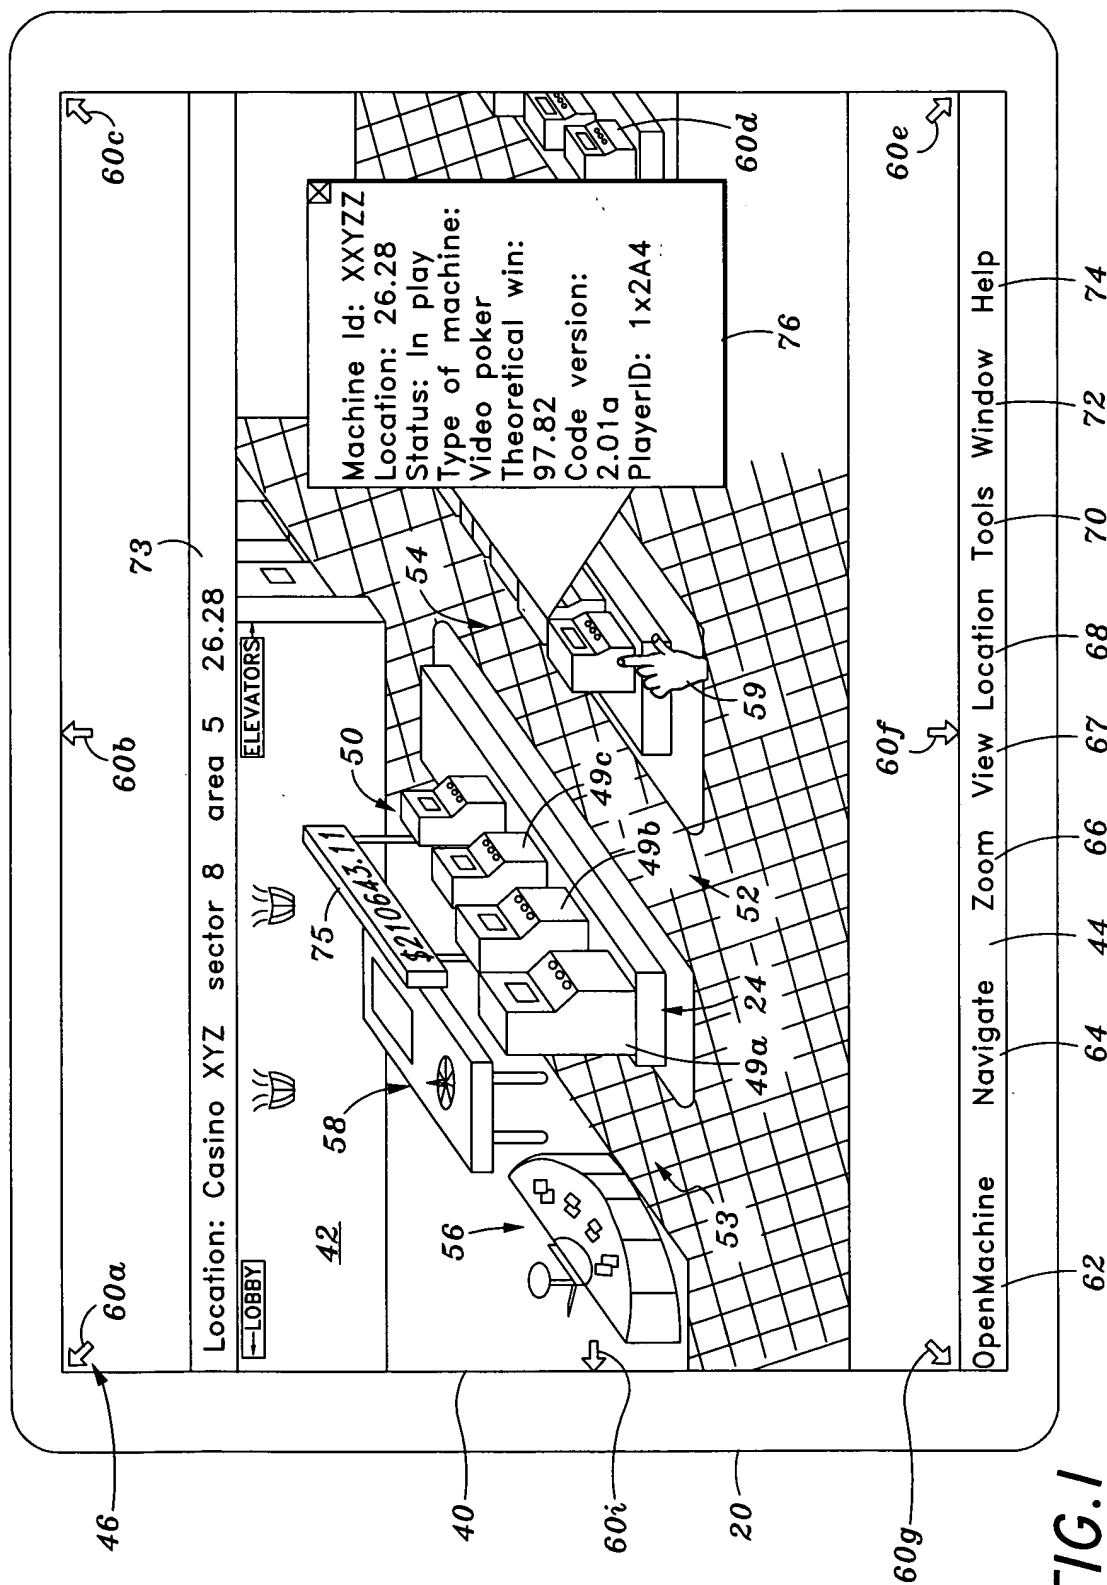 60a
60b
60c
46
Location: Casino XYZ sector 8 area 5 26.28
73
←LOBBY
ELEVATORS→
42
58
75
$210643.11
50
54
56
49c
49b
49a
24
52
53
59
60d
Machine Id: XXYZZ
Location: 26.28
Status: In play
Type of machine:
Video poker
Theoretical win:
97.82
Code version:
2.01a
PlayerID: 1x2A4
76
40
60i
20
60g
60f
60e
OpenMachine Navigate Zoom View Location Tools Window Help
62 64 44 66 67 68 70 72 74
FIG.1